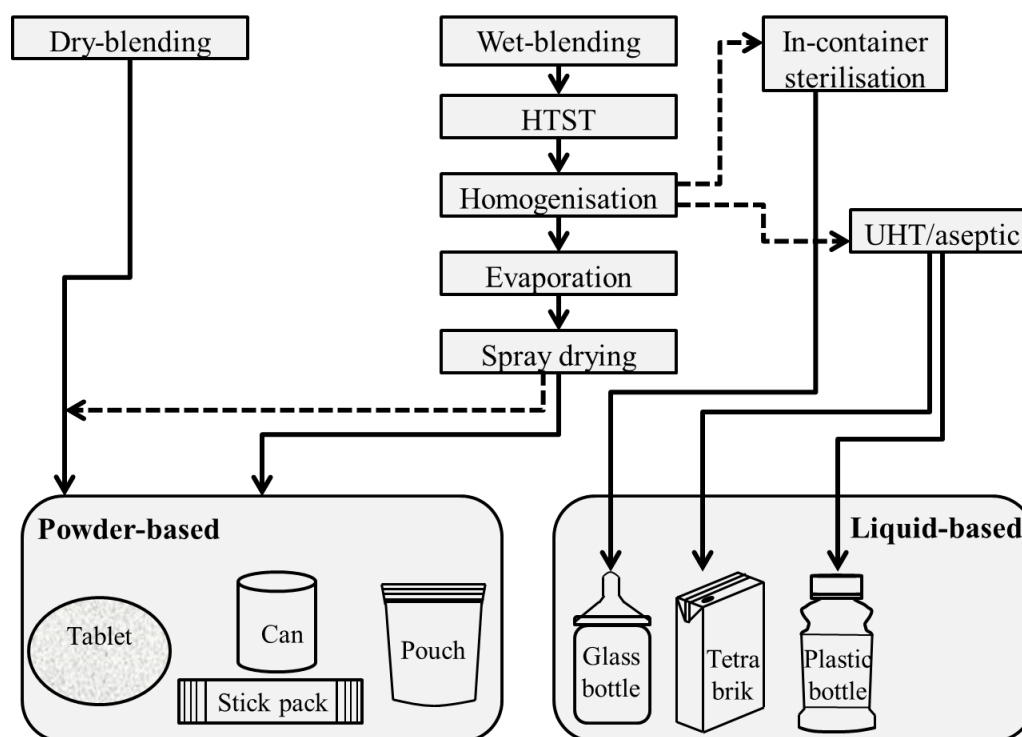 Dry-blending
Wet-blending
In-container
sterilisation
HTST
Homogenisation
UHT/aseptic
Evaporation
Spray drying
Powder-based
Liquid-based
Tablet
Can
Pouch
Stick pack
Glass
bottle
Tetra
brik
Plastic
bottle